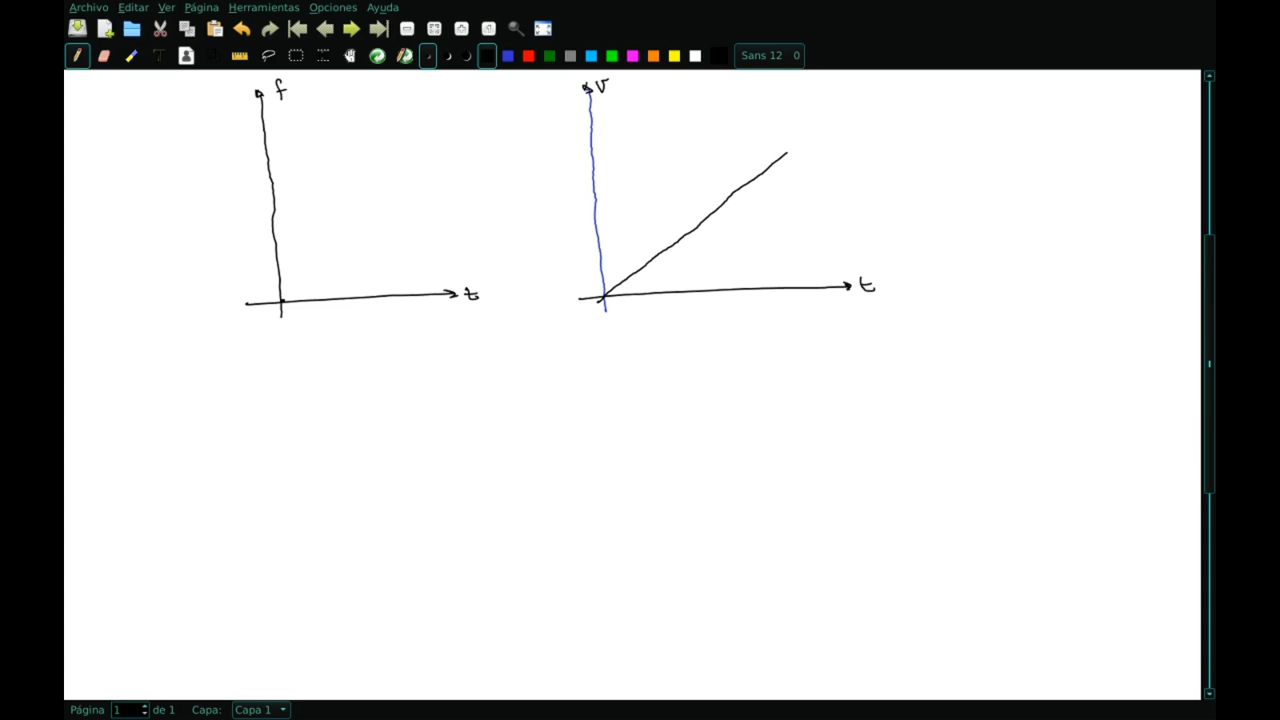 Archivo Editar Ver Página Herramientas Opciones Ayuda
Sans 12 0
f
v
t
t
Página 1 de 1 Capa: Capa 1